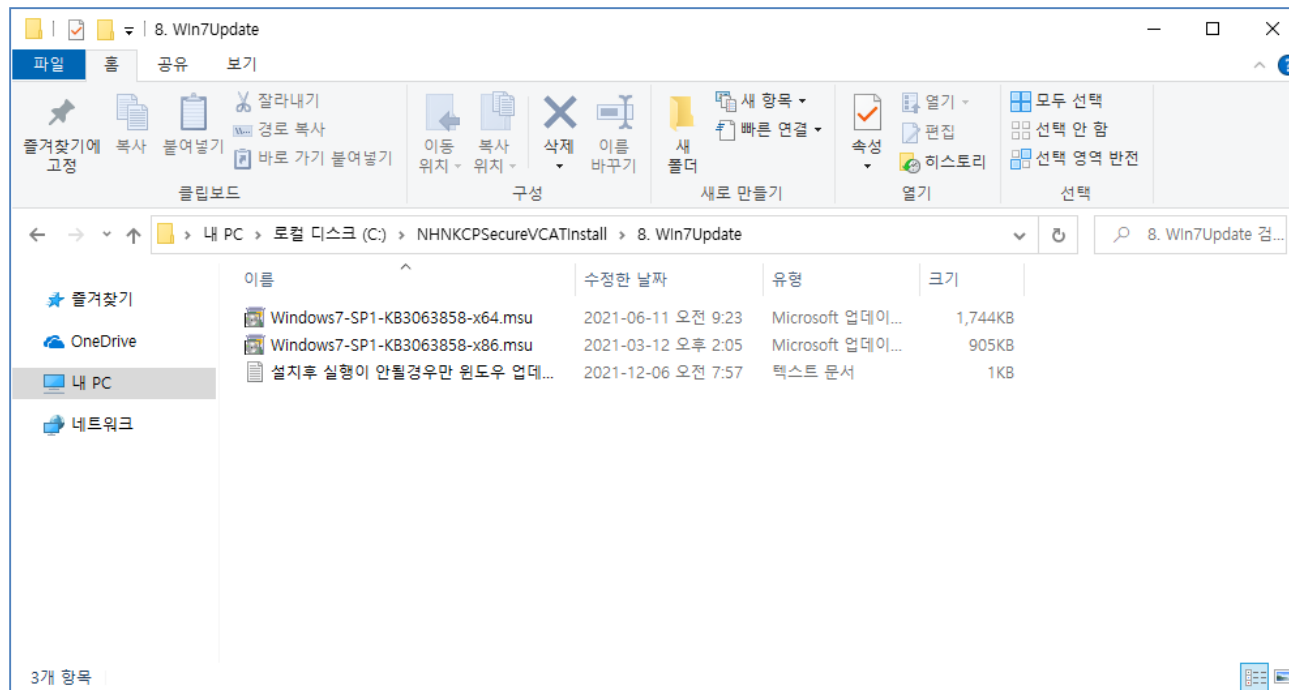 8. WIn7Update
파일 홈 공유 보기
즐겨찾기에 고정
복사
붙여넣기
잘라내기
경로 복사
바로 가기 붙여넣기
클립보드
이동 위치
복사 위치
삭제
이름 바꾸기
구성
새 폴더
새 항목
빠른 연결
새로 만들기
속성
열기
편집
히스토리
열기
모두 선택
선택 안 함
선택 영역 반전
선택
내 PC › 로컬 디스크 (C:) › NHNKCPSecureVCATInstall › 8. WIn7Update
8. WIn7Update 검...
이름 수정한 날짜 유형 크기
즐겨찾기
OneDrive
내 PC
네트워크
Windows7-SP1-KB3063858-x64.msu 2021-06-11 오전 9:23 Microsoft 업데이... 1,744KB
Windows7-SP1-KB3063858-x86.msu 2021-03-12 오후 2:05 Microsoft 업데이... 905KB
설치후 실행이 안될경우만 윈도우 업데... 2021-12-06 오전 7:57 텍스트 문서 1KB
3개 항목